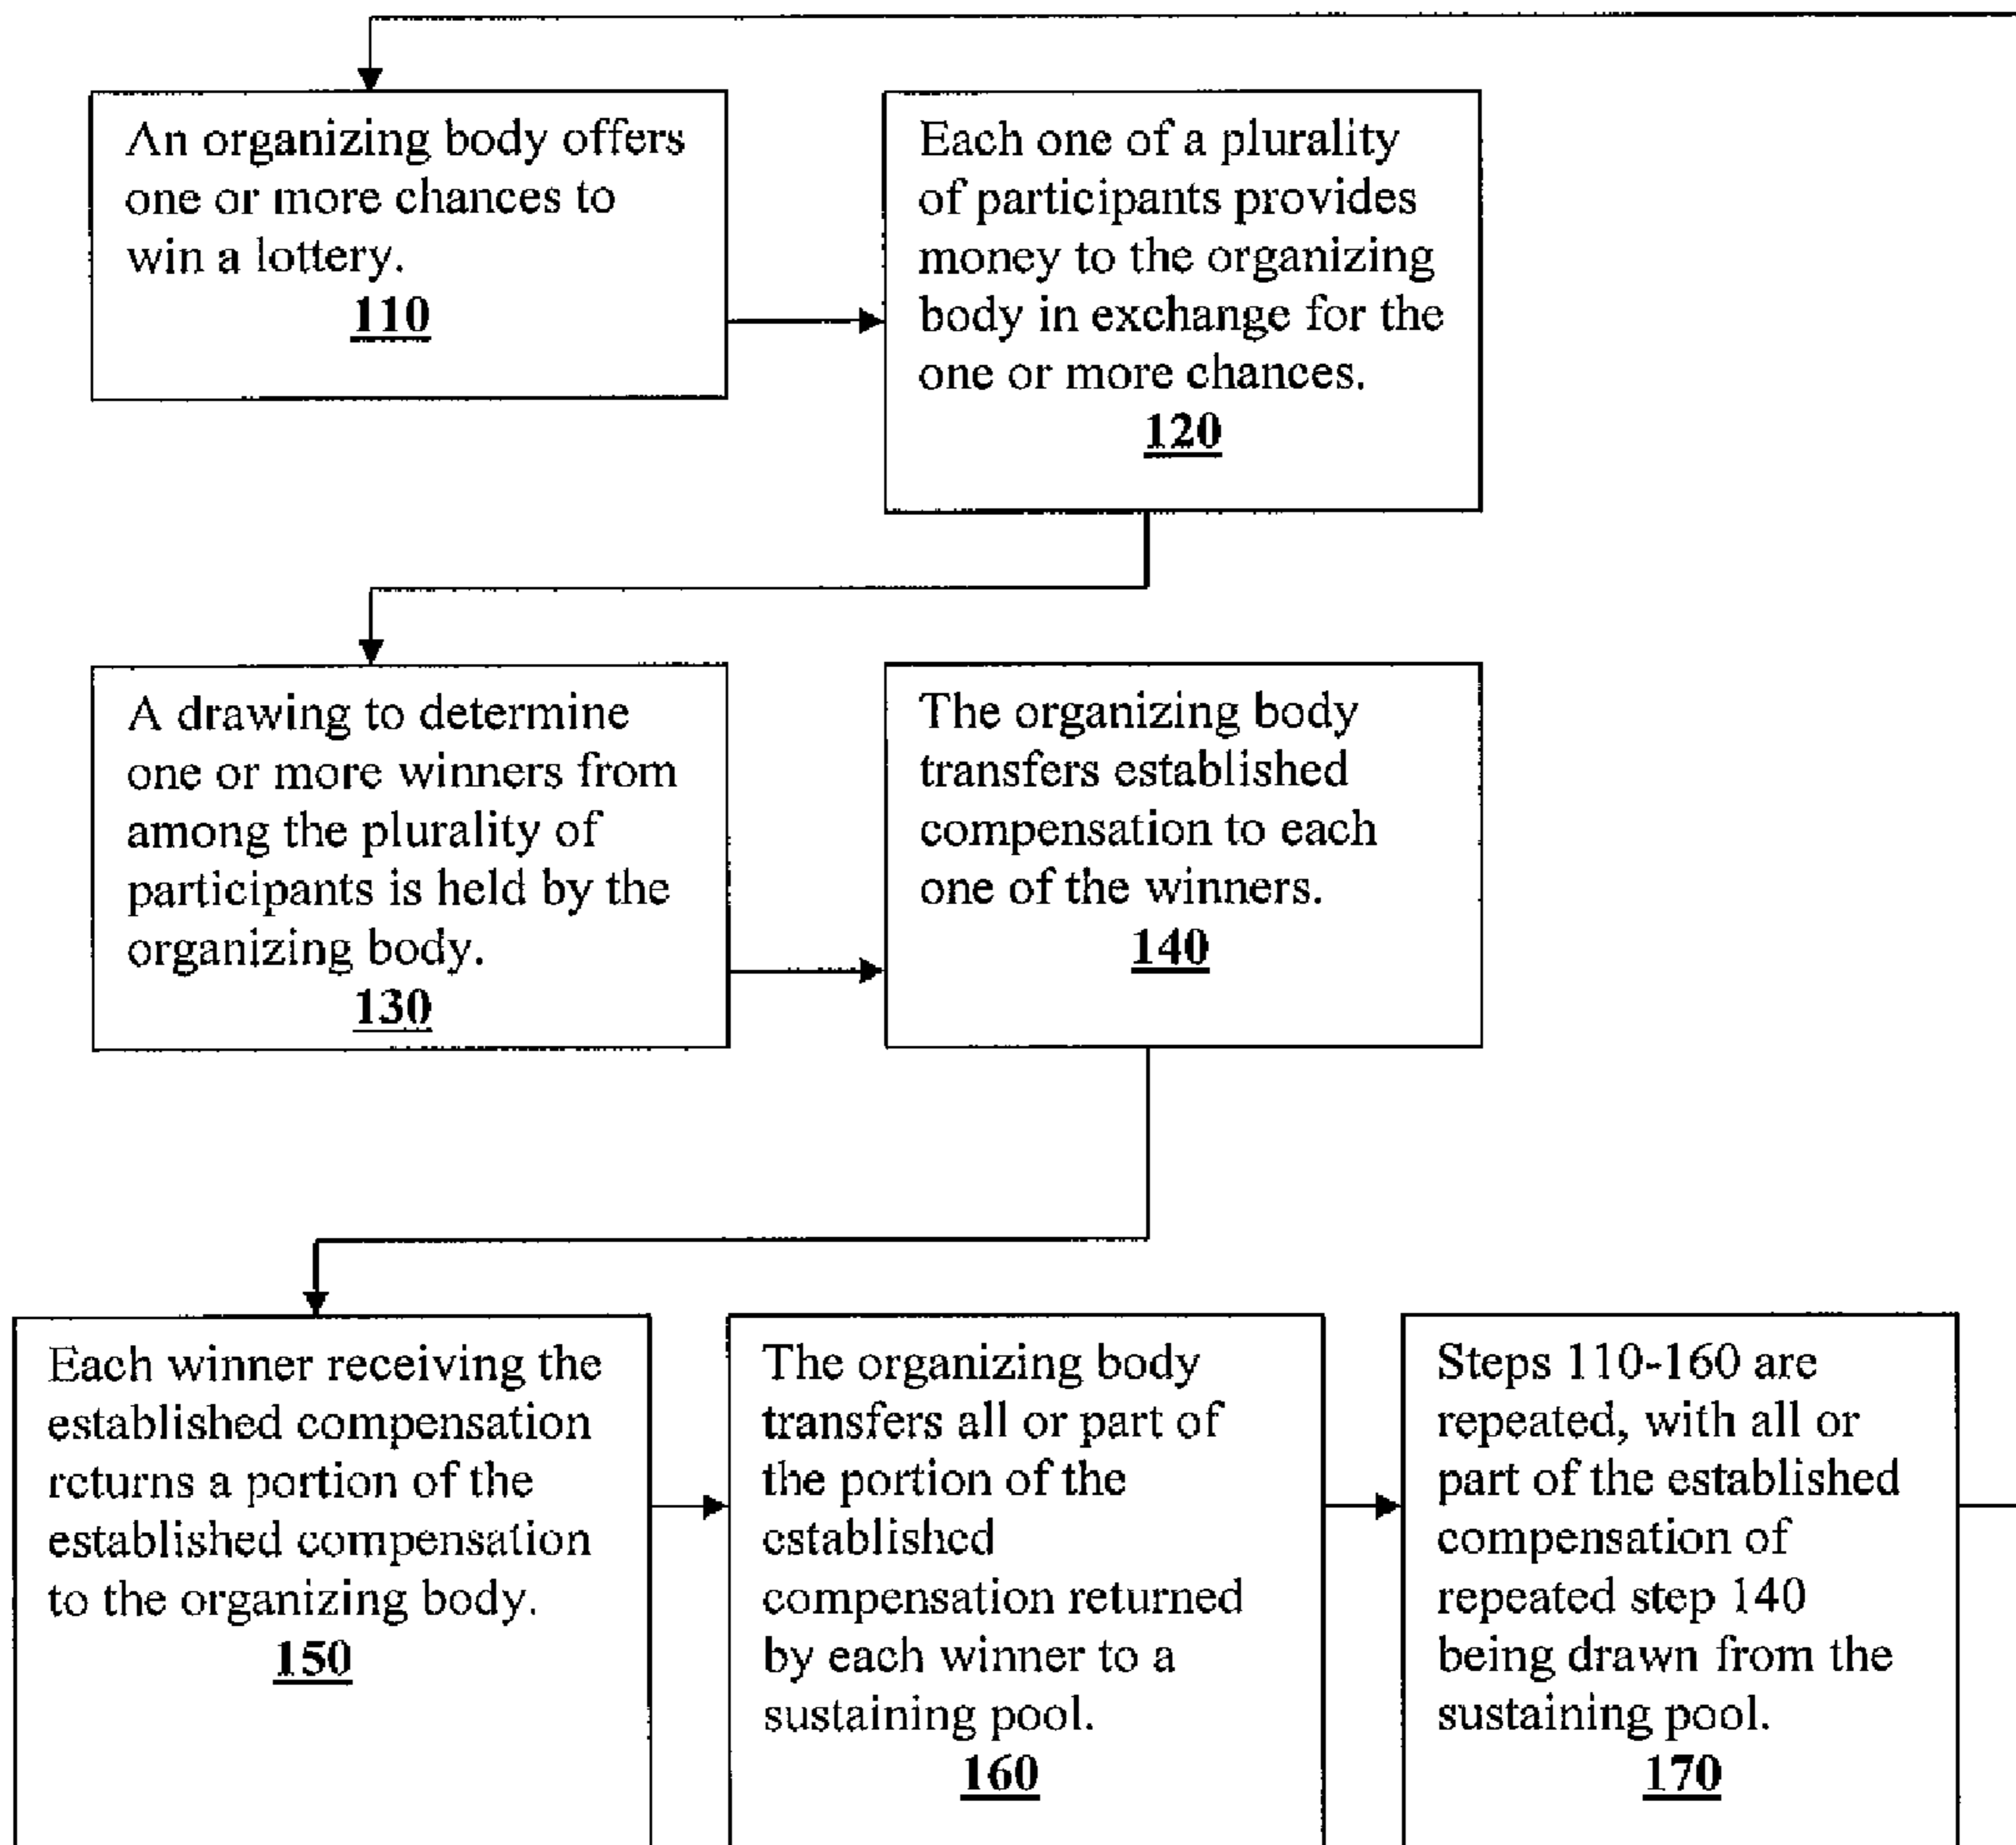 An organizing body offers
one or more chances to
win a lottery.
110
Each one of a plurality
of participants provides
money to the organizing
body in exchange for the
one or more chances.
120
A drawing to determine
one or more winners from
among the plurality of
participants is held by the
organizing body.
130
The organizing body
transfers established
compensation to each
one of the winners.
140
Each winner receiving the
established compensation
returns a portion of the
established compensation
to the organizing body.
150
The organizing body
transfers all or part of
the portion of the
established
compensation returned
by each winner to a
sustaining pool.
160
Steps 110-160 are
repeated, with all or
part of the established
compensation of
repeated step 140
being drawn from the
sustaining pool.
170